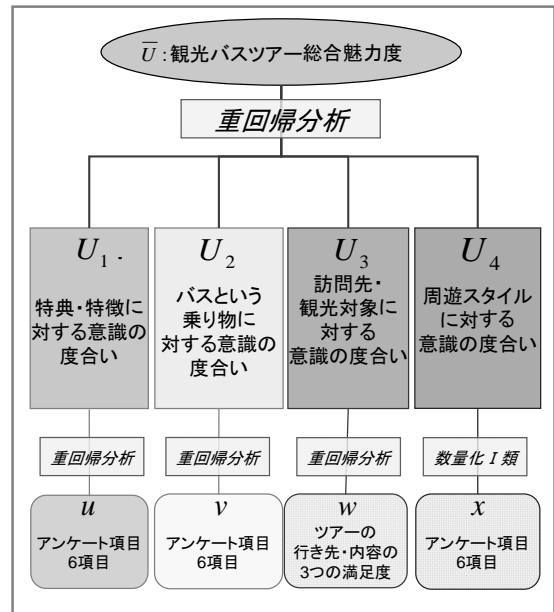 U : 観光バスツアー総合魅力度
重回帰分析
U1 .
特典・特徴に
対する意識の
度合い
U2
バスという
乗り物に
対する意識の
度合い
U3
訪問先・
観光対象に
対する
意識の度合い
U4
周遊スタイル
に対する
意識の度合い
重回帰分析
重回帰分析
重回帰分析
数量化Ⅰ類
u
アンケート項目
6項目
v
アンケート項目
6項目
w
ツアーの
行き先・内容の
3つの満足度
x
アンケート項目
6項目